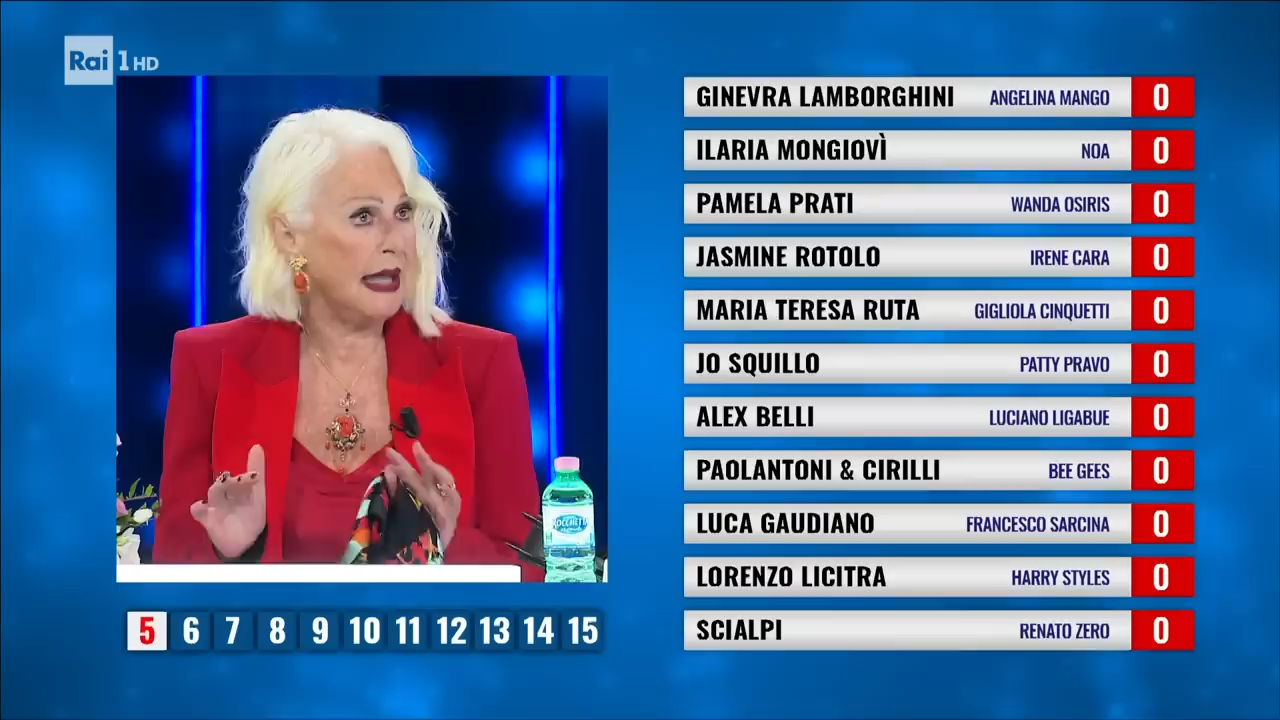 Rai 1 HD
GINEVRA LAMBORGHINI ANGELINA MANGO 0
ILARIA MONGIOVÌ NOA 0
PAMELA PRATI WANDA OSIRIS 0
JASMINE ROTOLO IRENE CARA 0
MARIA TERESA RUTA GIGLIOLA CINQUETTI 0
JO SQUILLO PATTY PRAVO 0
ALEX BELLI LUCIANO LIGABUE 0
PAOLANTONI & CIRILLI BEE GEES 0
LUCA GAUDIANO FRANCESCO SARCINA 0
LORENZO LICITRA HARRY STYLES 0
SCIALPI RENATO ZERO 0
ROCCHETTA
5 6 7 8 9 10 11 12 13 14 15